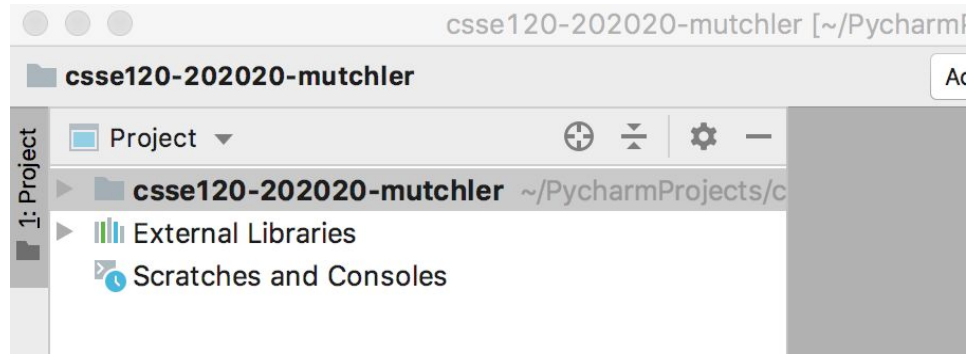 csse120-202020-mutchler [~/Pycharm
csse120-202020-mutchler
1: Project
Project
csse120-202020-mutchler ~/PycharmProjects/c
External Libraries
Scratches and Consoles